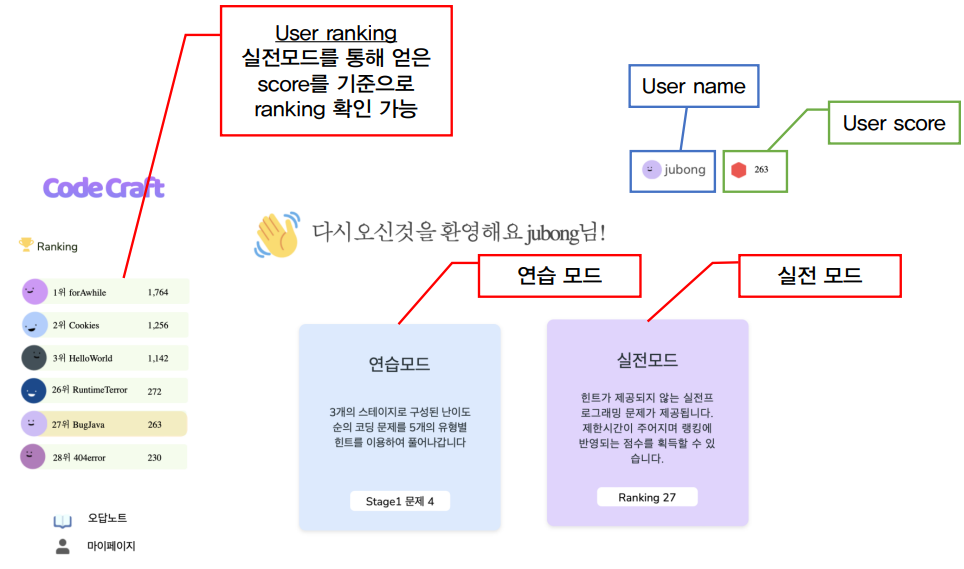 User ranking
실전모드를 통해 얻은
score를 기준으로
ranking 확인 가능
User name
User score
jubong
263
Code Craft
다시오신것을 환영해요 jubong님!
Ranking
1위 forAwhile 1,764
2위 Cookies 1,256
3위 HelloWorld 1,142
26위 RuntimeTerror 272
27위 BugJava 263
28위 404error 230
오답노트
마이페이지
연습 모드
실전 모드
연습모드
3개의 스테이지로 구성된 난이도
순의 코딩 문제를 5개의 유형별
힌트를 이용하여 풀어나갑니다
Stage1 문제 4
실전모드
힌트가 제공되지 않는 실전프
로그래밍 문제가 제공됩니다.
제한시간이 주어지며 랭킹에
반영되는 점수를 획득할 수 있
습니다.
Ranking 27